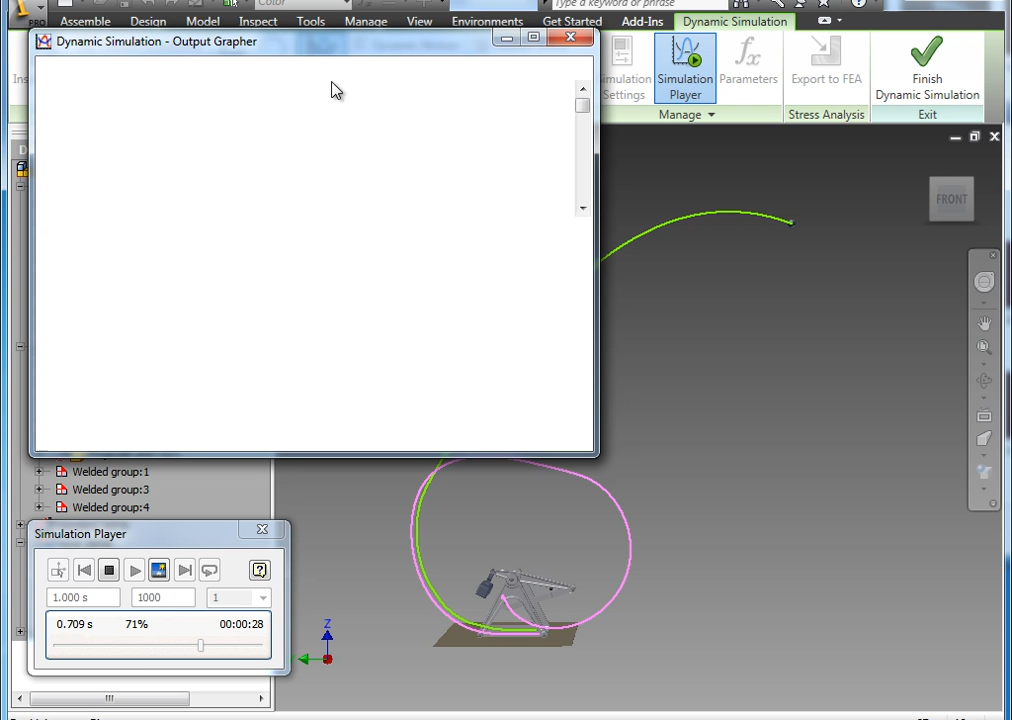 PRO
Color
Type a keyword or phrase
Assemble Design Model Inspect Tools Manage View Environments Get Started Add-Ins Dynamic Simulation
Dynamic Simulation - Output Grapher
Simulation Player
Parameters
Export to FEA
Finish Dynamic Simulation
Settings
Manage
Stress Analysis
Exit
FRONT
Welded group:1
Welded group:3
Welded group:4
Simulation Player
1.000 s 1000 1
0.709 s 71% 00:00:28
Z